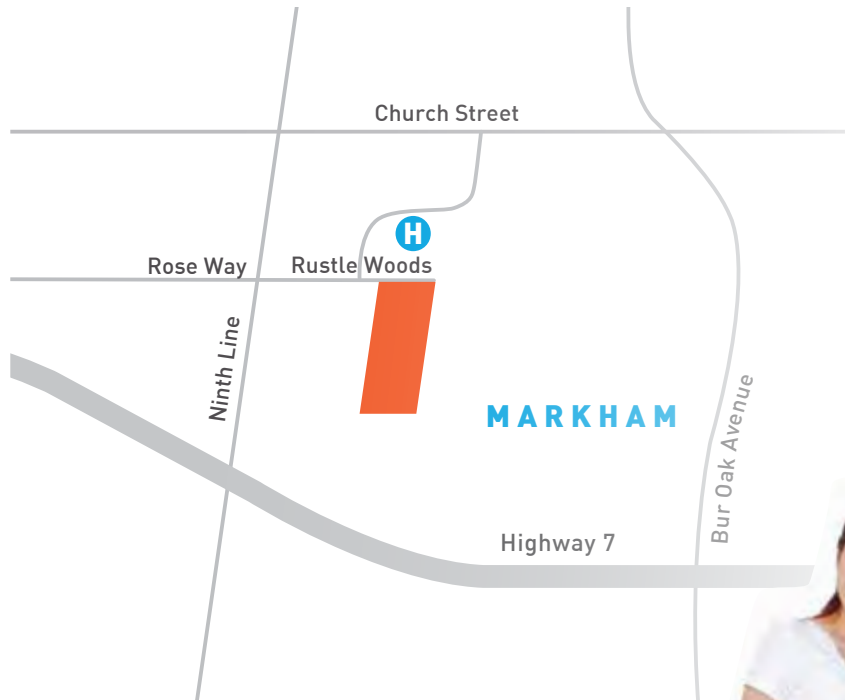 Church Street
H
Rose Way
Rustle Woods
Ninth Line
MARKHAM
Bur Oak Avenue
Highway 7